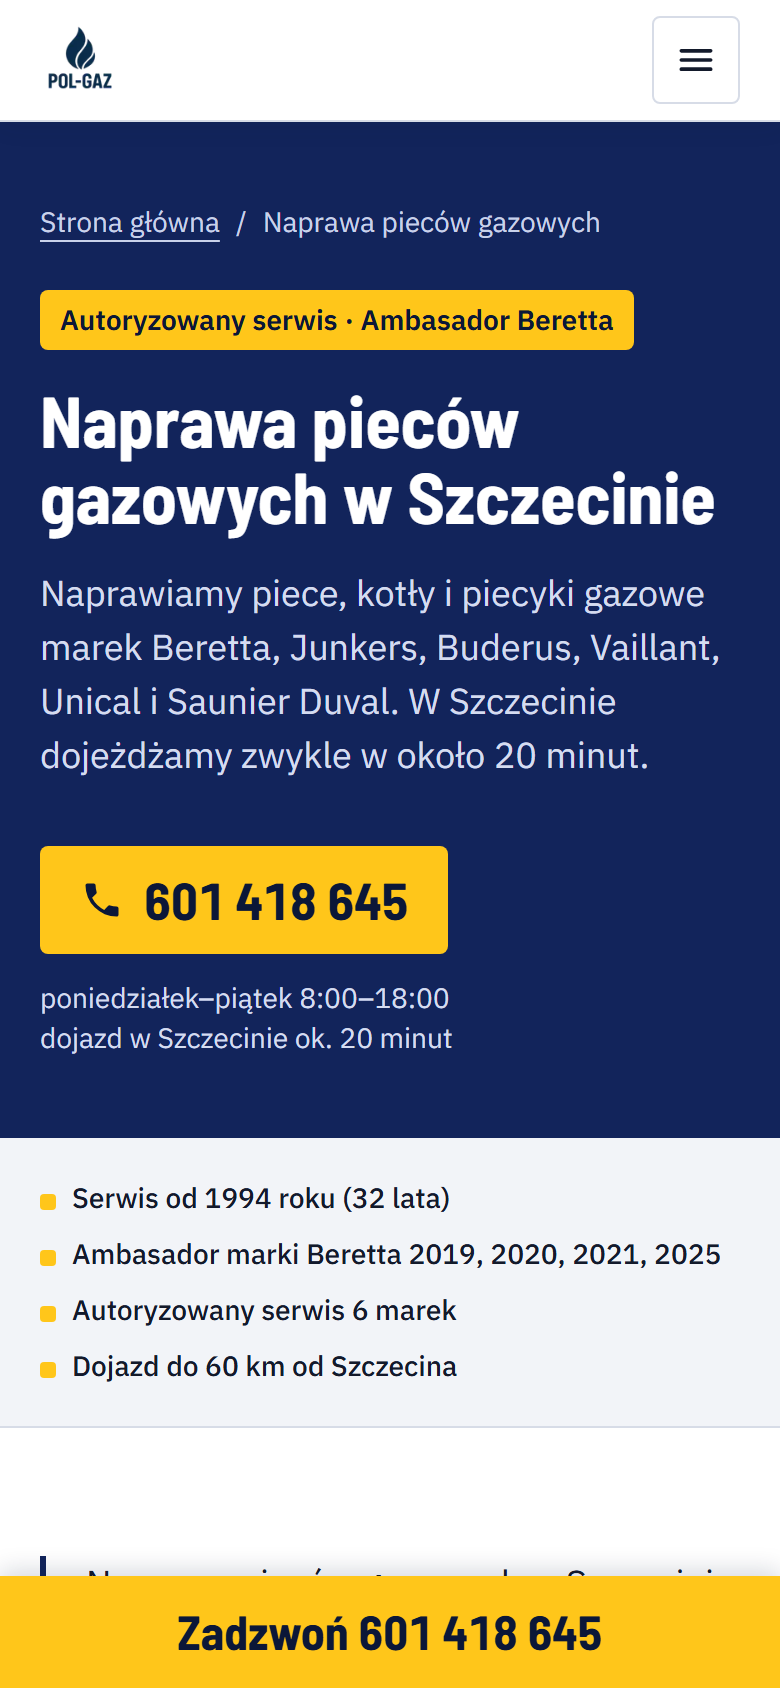 POL-GAZ
Strona główna / Naprawa pieców gazowych
Autoryzowany serwis · Ambasador Beretta
Naprawa pieców
gazowych w Szczecinie
Naprawiamy piece, kotły i piecyki gazowe
marek Beretta, Junkers, Buderus, Vaillant,
Unical i Saunier Duval. W Szczecinie
dojeżdżamy zwykle w około 20 minut.
601 418 645
poniedziałek–piątek 8:00–18:00
dojazd w Szczecinie ok. 20 minut
Serwis od 1994 roku (32 lata)
Ambasador marki Beretta 2019, 2020, 2021, 2025
Autoryzowany serwis 6 marek
Dojazd do 60 km od Szczecina
Zadzwoń 601 418 645